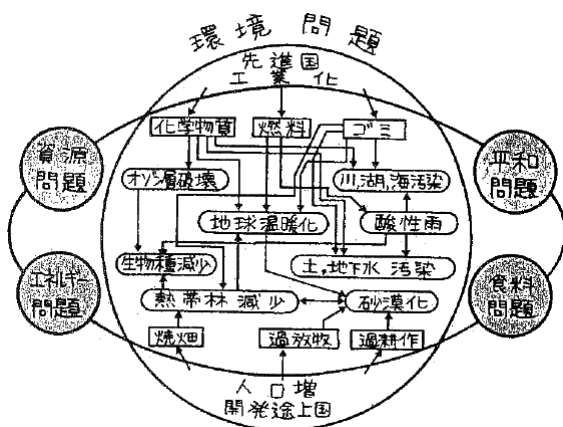 環境問題
先進国
工業化
化学物質 燃料 ゴミ
資源
問題
平和
問題
オゾン層破壊 川,湖,海汚染
地球温暖化 酸性雨
生物種減少 土,地下水汚染
エネルギー
問題
食料
問題
熱帯林減少 砂漠化
焼畑 過放牧 過耕作
人口増
開発途上国